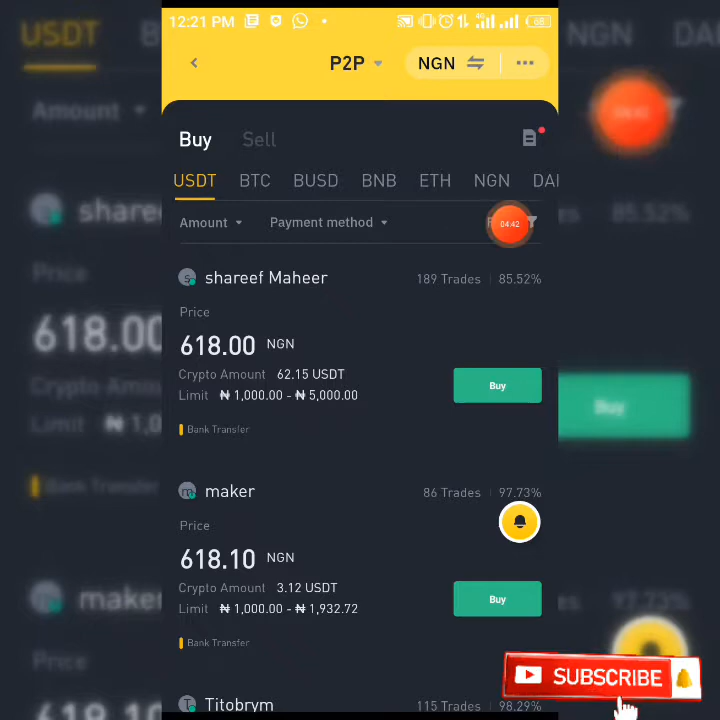 12:21 PM 68
P2P NGN
Buy Sell
USDT BTC BUSD BNB ETH NGN DAI
Amount Payment method 04:42
shareef Maheer 189 Trades 85.52%
Price
618.00 NGN
Crypto Amount 62.15 USDT
Limit ₦ 1,000.00 - ₦ 5,000.00
Buy
Bank Transfer
maker 86 Trades 97.73%
Price
618.10 NGN
Crypto Amount 3.12 USDT
Limit ₦ 1,000.00 - ₦ 1,932.72
Buy
Bank Transfer
Titobrym 115 Trades 98.29%
SUBSCRIBE